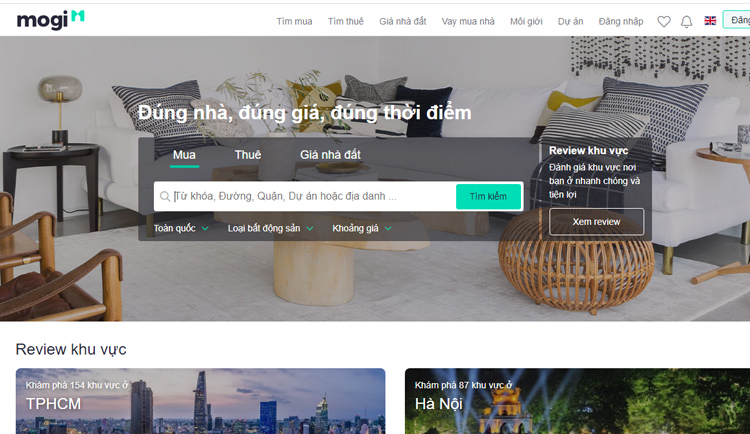 mogi
Tìm mua Tìm thuê Giá nhà đất Vay mua nhà Môi giới Dự án Đăng nhập Đăng
Đúng nhà, đúng giá, đúng thời điểm
Mua Thuê Giá nhà đất
Từ khóa, Đường, Quận, Dự án hoặc địa danh ... Tìm kiếm
Toàn quốc Loại bất động sản Khoảng giá
Review khu vực
Đánh giá khu vực nơi
bạn ở nhanh chóng và
tiện lợi
Xem review
Review khu vực
Khám phá 154 khu vực ở
TPHCM
Khám phá 87 khu vực ở
Hà Nội